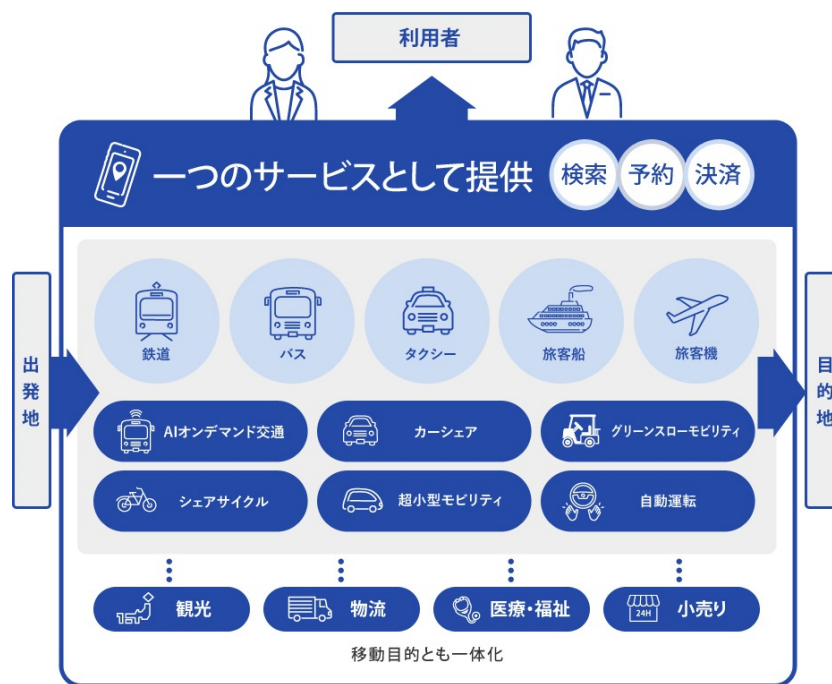 利用者
一つのサービスとして提供 検索 予約 決済
出発地
鉄道 バス タクシー 旅客船 旅客機
AIオンデマンド交通 カーシェア グリーンスローモビリティ
シェアサイクル 超小型モビリティ 自動運転
目的地
観光 物流 医療・福祉 24H 小売り
移動目的とも一体化